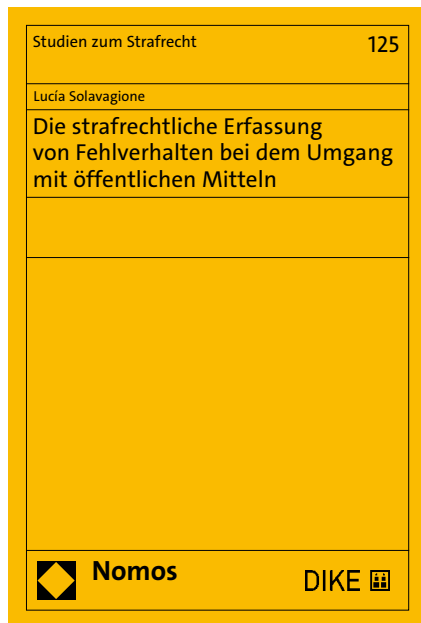 Studien zum Strafrecht 125
Lucía Solavagione
Die strafrechtliche Erfassung
von Fehlverhalten bei dem Umgang
mit öffentlichen Mitteln
Nomos
DIKE